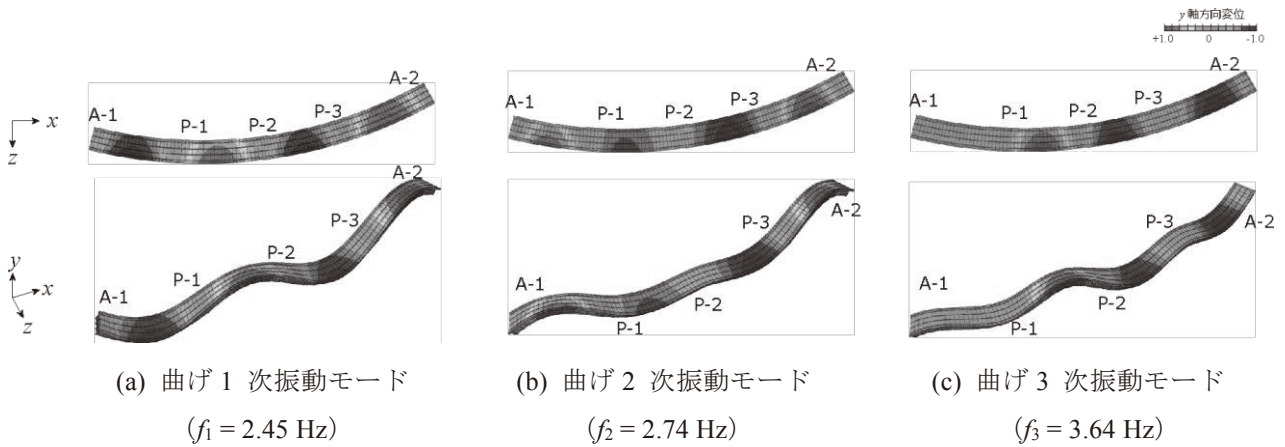 y 軸方向変位
+1.0 0 -1.0
A-1 P-1 P-2 P-3 A-2
x
z
A-1 P-1 P-2 P-3 A-2
A-1 P-1 P-2 P-3 A-2
A-1 P-1 P-2 P-3 A-2
y
x
z
A-1 P-1 P-2 P-3 A-2
A-1 P-1 P-2 P-3 A-2
(a) 曲げ 1 次振動モード
(f1 = 2.45 Hz)
(b) 曲げ 2 次振動モード
(f2 = 2.74 Hz)
(c) 曲げ 3 次振動モード
(f3 = 3.64 Hz)